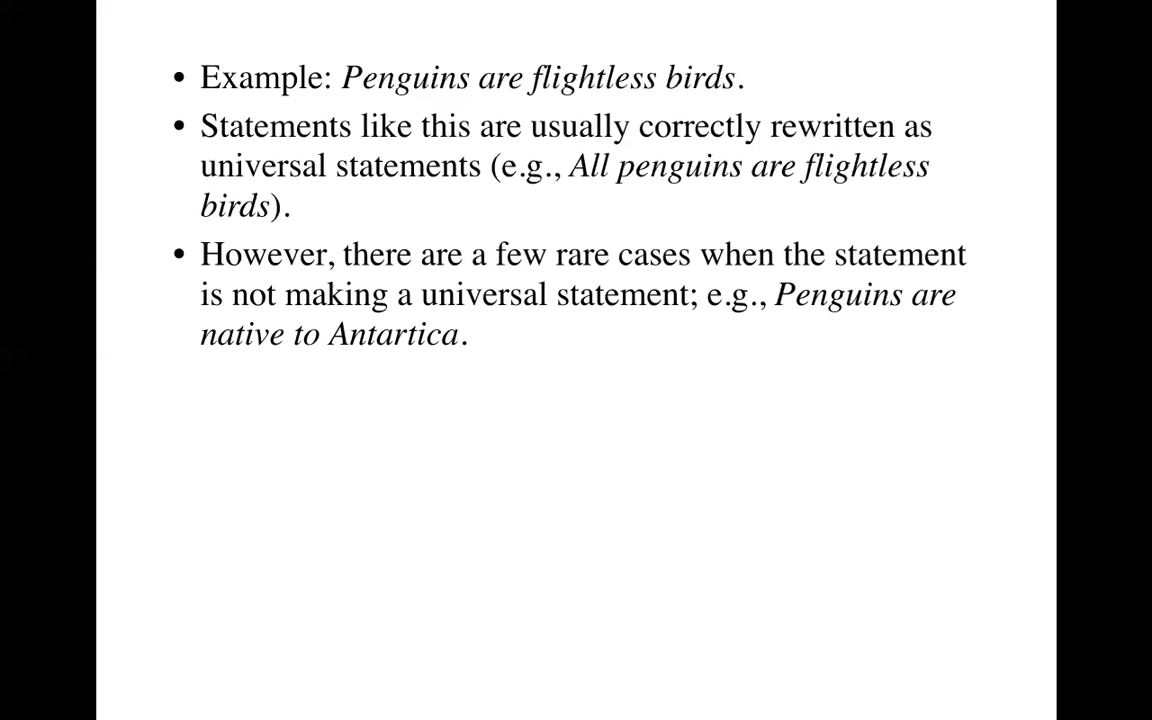 • Example: Penguins are flightless birds.
• Statements like this are usually correctly rewritten as
universal statements (e.g., All penguins are flightless
birds).
• However, there are a few rare cases when the statement
is not making a universal statement; e.g., Penguins are
native to Antartica.